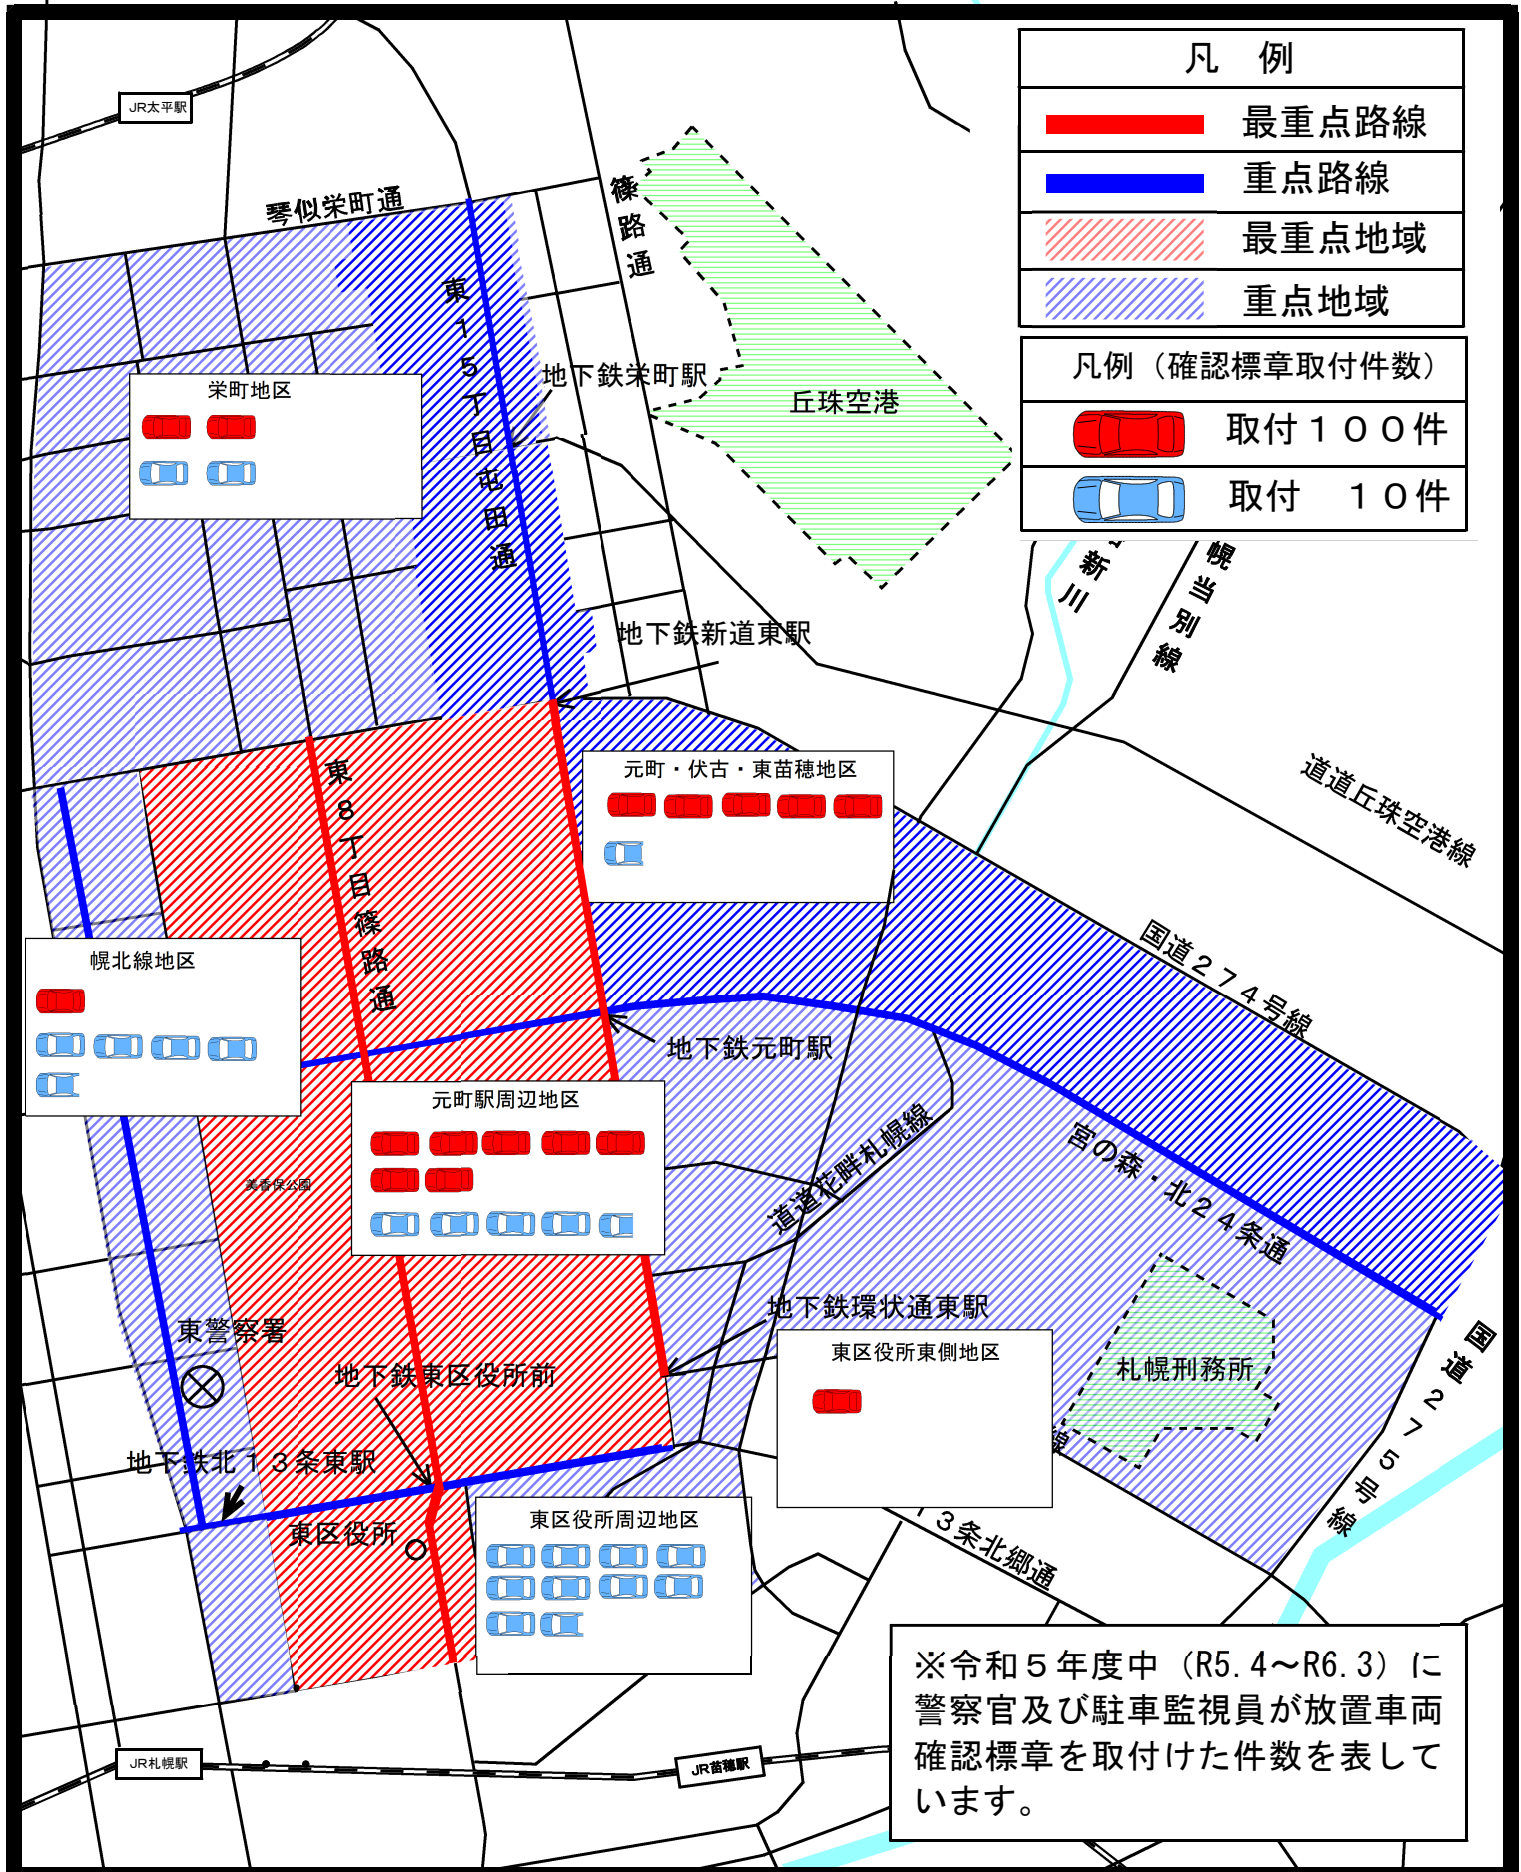 凡　例
最重点路線
重点路線
最重点地域
重点地域
凡例（確認標章取付件数）
取付１００件
取付　１０件
JR太平駅
琴似栄町通
篠路通
東１５丁目屯田通
地下鉄栄町駅
丘珠空港
栄町地区
新川
幌当別線
地下鉄新道東駅
道道丘珠空港線
東８丁目篠路通
元町・伏古・東苗穂地区
国道２７４号線
幌北線地区
地下鉄元町駅
元町駅周辺地区
道道花畔札幌線
宮の森・北２４条通
美香保公園
地下鉄環状通東駅
東警察署
地下鉄東区役所前
東区役所東側地区
札幌刑務所
国道２７５号線
線
地下鉄北１３条東駅
東区役所
東区役所周辺地区
１３条北郷通
※令和５年度中（R5.4～R6.3）に
警察官及び駐車監視員が放置車両
確認標章を取付けた件数を表して
います。
JR札幌駅
JR苗穂駅